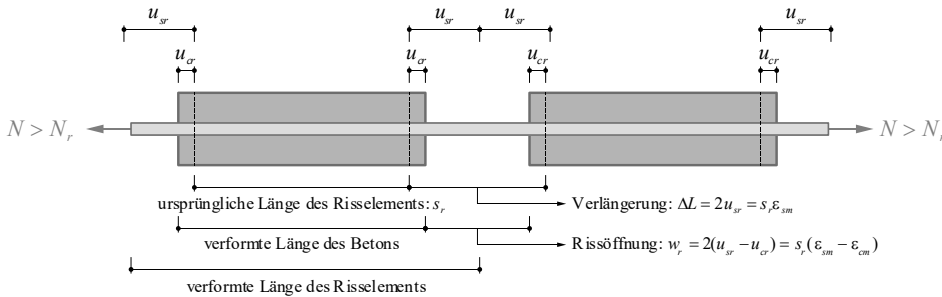 u_sr u_sr u_sr u_sr
u_cr u_cr u_cr u_cr
N > N_r N > N_r
ursprüngliche Länge des Risselements: s_r
Verlängerung: ΔL = 2u_sr = s_r ε_sm
verformte Länge des Betons
Rissöffnung: w_r = 2(u_sr − u_cr) = s_r(ε_sm − ε_cm)
verformte Länge des Risselements